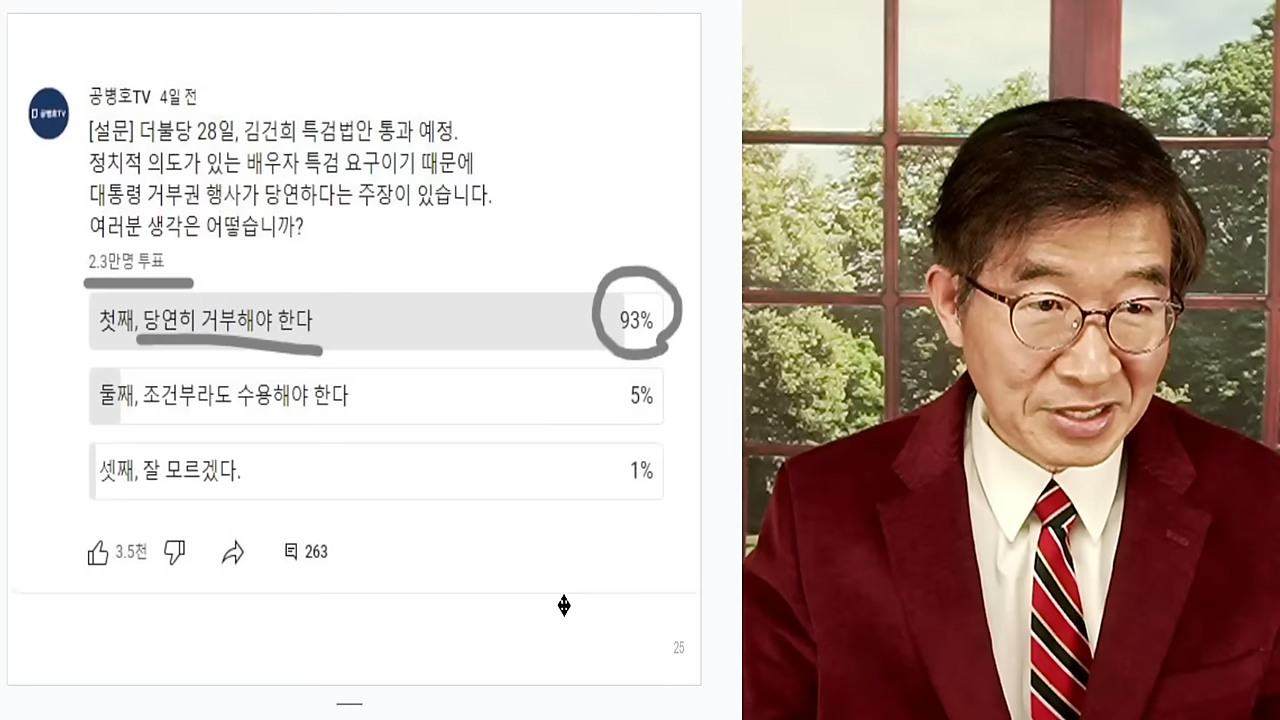 공병호TV
공병호TV 4일 전
[설문] 더불당 28일, 김건희 특검법안 통과 예정.
정치적 의도가 있는 배우자 특검 요구이기 때문에
대통령 거부권 행사가 당연하다는 주장이 있습니다.
여러분 생각은 어떻습니까?
2.3만명 투표
첫째, 당연히 거부해야 한다 93%
둘째, 조건부라도 수용해야 한다 5%
셋째, 잘 모르겠다. 1%
3.5천 263
25